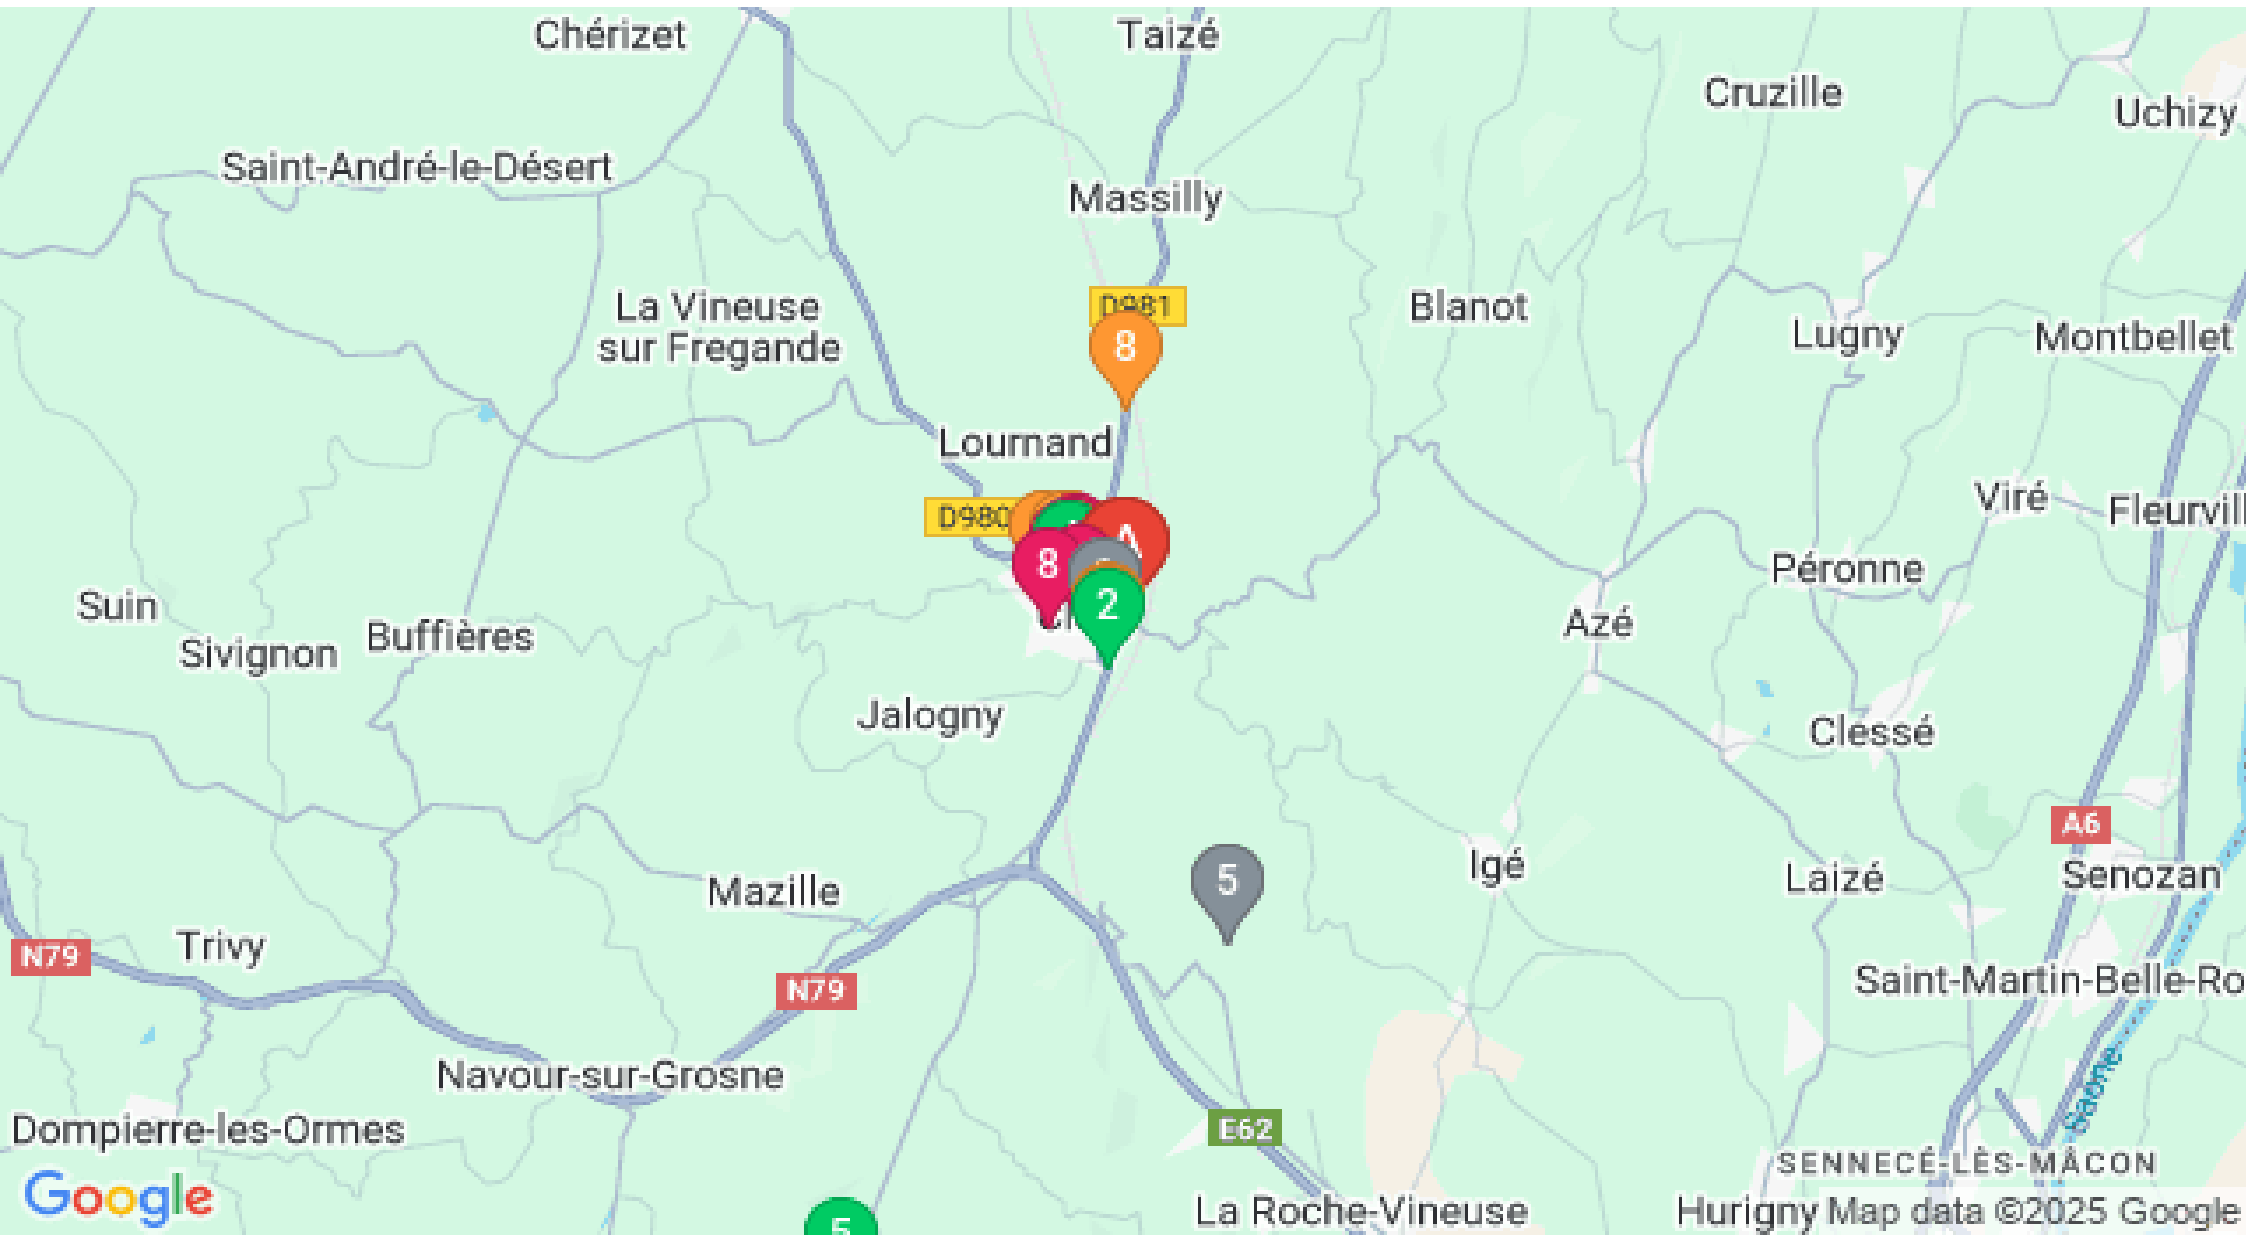 Chérizet
Taizé
Cruzille
Uchizy
Saint-André-le-Désert
Massilly
La Vineuse
sur Fregande
D981
8
Blanot
Lugny
Montbellet
Lournand
D980
A
Viré
8
2
Péronne
Suin
Sivignon
Buffières
Azé
Jalogny
Clessé
A6
Mazille
5
Igé
Laizé
Senozan
N79
Trivy
N79
Saint-Martin-Belle-Ro
Navour-sur-Grosne
Saône
Dompierre-les-Ormes
E62
SENNECÉ-LÈS-MÂCON
Google
5
La Roche-Vineuse
Hurigny
Map data ©2025 Google